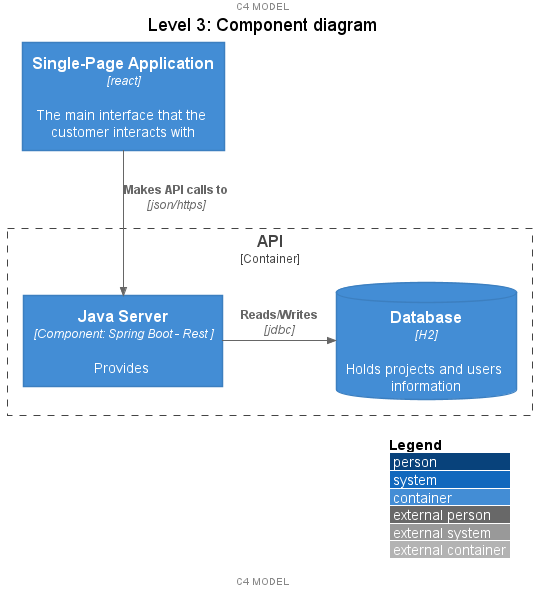 C4 MODEL
Level 3: Component diagram
Single-Page Application
[react]
The main interface that the
customer interacts with
Makes API calls to
[json/https]
API
[Container]
Java Server
[Component: Spring Boot - Rest ]
Provides
Reads/Writes
[jdbc]
Database
[H2]
Holds projects and users
information
Legend
person
system
container
external person
external system
external container
C4 MODEL